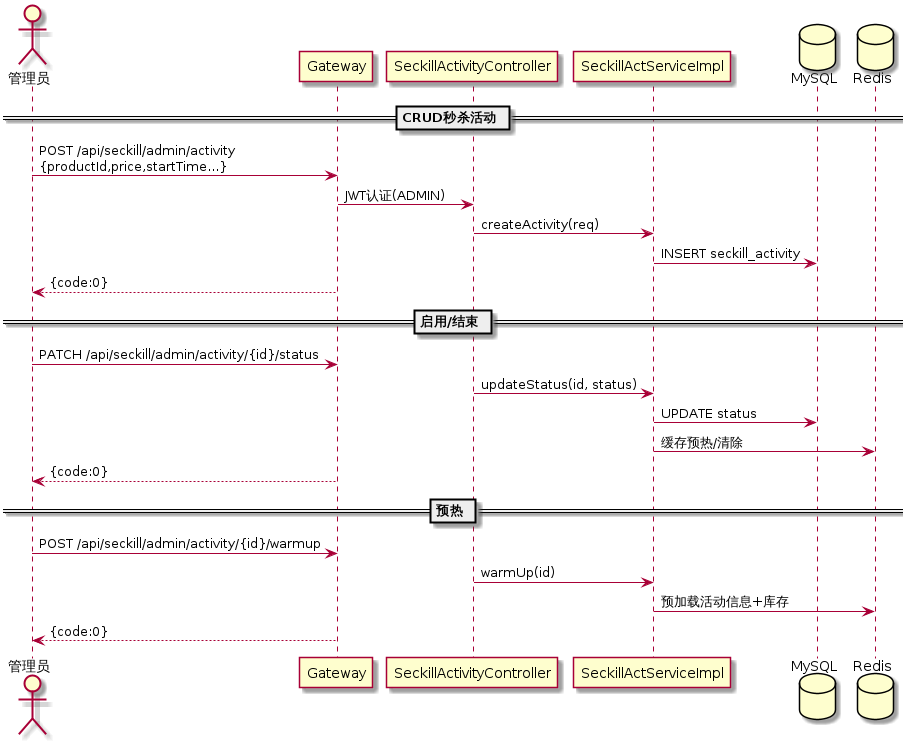 管理员
Gateway
SeckillActivityController
SeckillActServiceImpl
MySQL
Redis
CRUD秒杀活动
POST /api/seckill/admin/activity
{productId,price,startTime...}
JWT认证(ADMIN)
createActivity(req)
INSERT seckill_activity
{code:0}
启用/结束
PATCH /api/seckill/admin/activity/{id}/status
updateStatus(id, status)
UPDATE status
缓存预热/清除
{code:0}
预热
POST /api/seckill/admin/activity/{id}/warmup
warmUp(id)
预加载活动信息+库存
{code:0}
管理员
Gateway
SeckillActivityController
SeckillActServiceImpl
MySQL
Redis